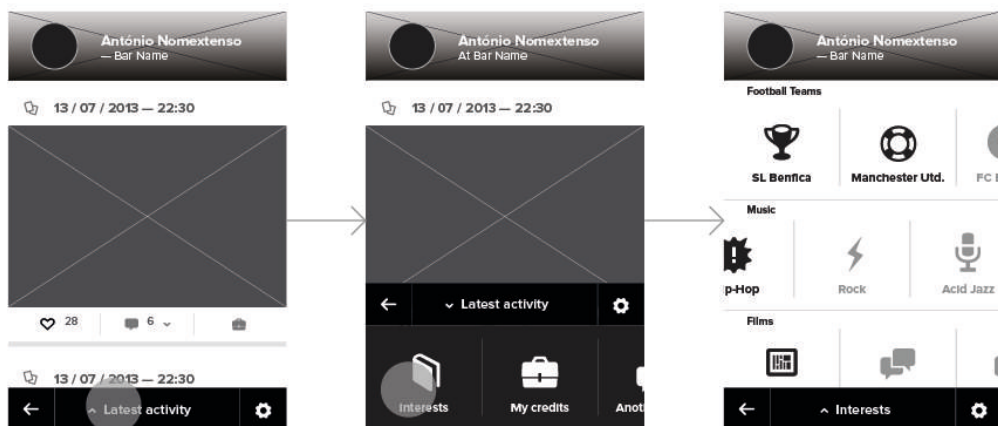 António Nomextenso
— Bar Name
13 / 07 / 2013 — 22:30
28
6
13 / 07 / 2013 — 22:30
Latest activity
António Nomextenso
At Bar Name
13 / 07 / 2013 — 22:30
Latest activity
Interests
My credits
António Nomextenso
— Bar Name
Football Teams
SL Benfica
Manchester Utd.
FC
Music
p-Hop
Rock
Acid Jazz
Films
Interests